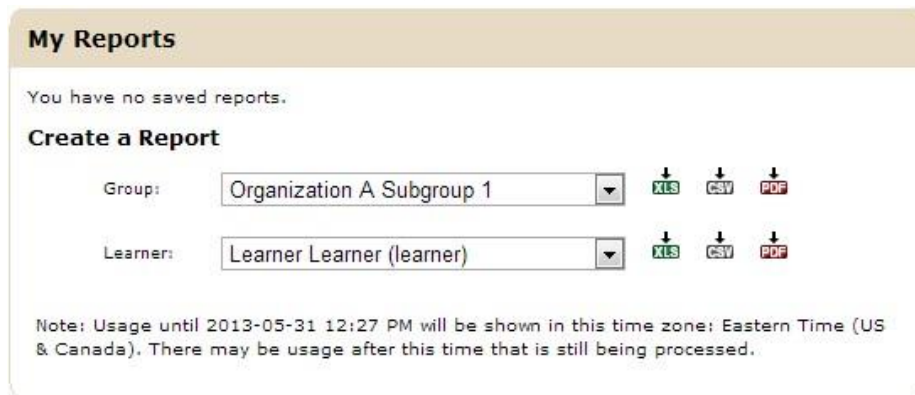 My Reports
You have no saved reports.
Create a Report
Group: Organization A Subgroup 1 XLS CSV PDF
Learner: Learner Learner (learner) XLS CSV PDF
Note: Usage until 2013-05-31 12:27 PM will be shown in this time zone: Eastern Time (US
& Canada). There may be usage after this time that is still being processed.